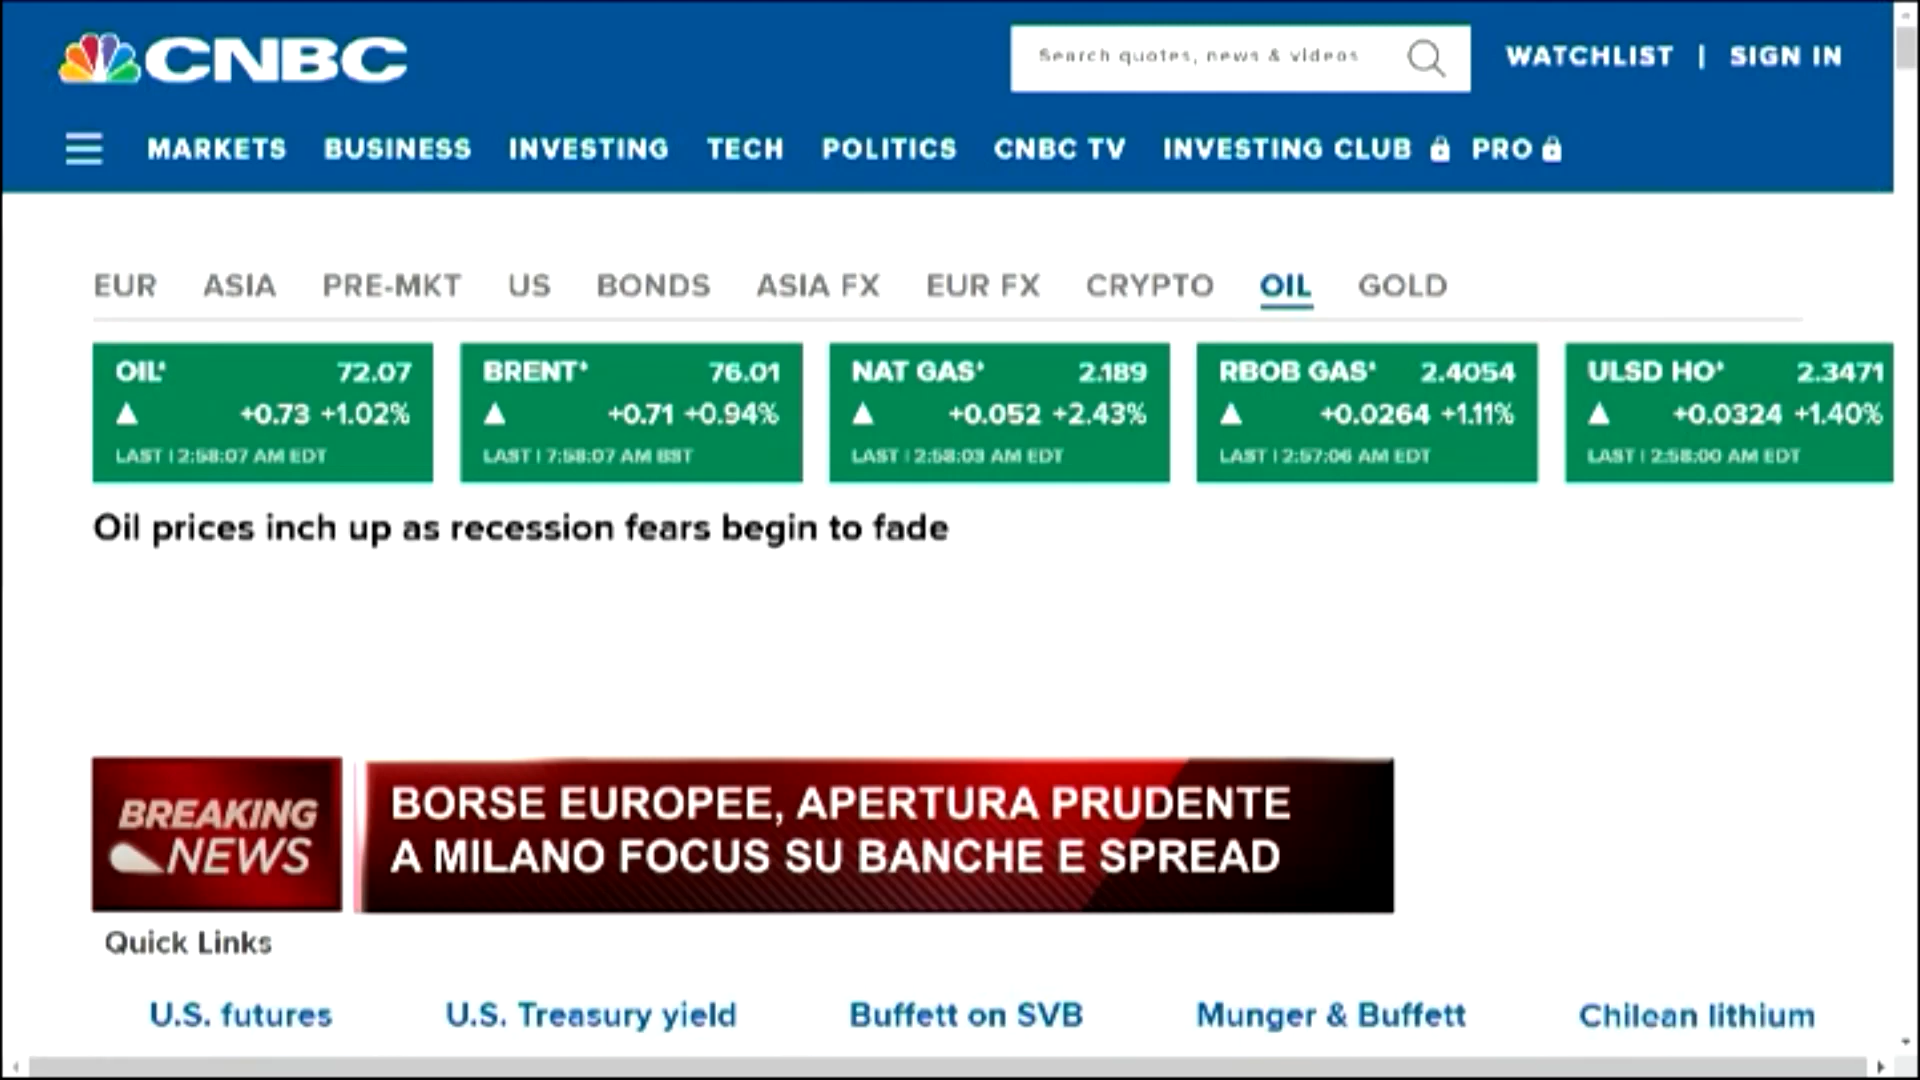 CNBC
Search quotes, news & videos
WATCHLIST | SIGN IN
MARKETS BUSINESS INVESTING TECH POLITICS CNBC TV INVESTING CLUB PRO
EUR ASIA PRE-MKT US BONDS ASIA FX EUR FX CRYPTO OIL GOLD
OIL* 72.07 BRENT* 76.01 NAT GAS* 2.189 RBOB GAS* 2.4054 ULSD HO* 2.3471
▲ +0.73 +1.02% ▲ +0.71 +0.94% ▲ +0.052 +2.43% ▲ +0.0264 +1.11% ▲ +0.0324 +1.40%
LAST | 2:58:07 AM EDT LAST | 7:58:07 AM BST LAST | 2:58:03 AM EDT LAST | 2:57:06 AM EDT LAST | 2:58:00 AM EDT
Oil prices inch up as recession fears begin to fade
BREAKING
NEWS
BORSE EUROPEE, APERTURA PRUDENTE
A MILANO FOCUS SU BANCHE E SPREAD
Quick Links
U.S. futures U.S. Treasury yield Buffett on SVB Munger & Buffett Chilean lithium